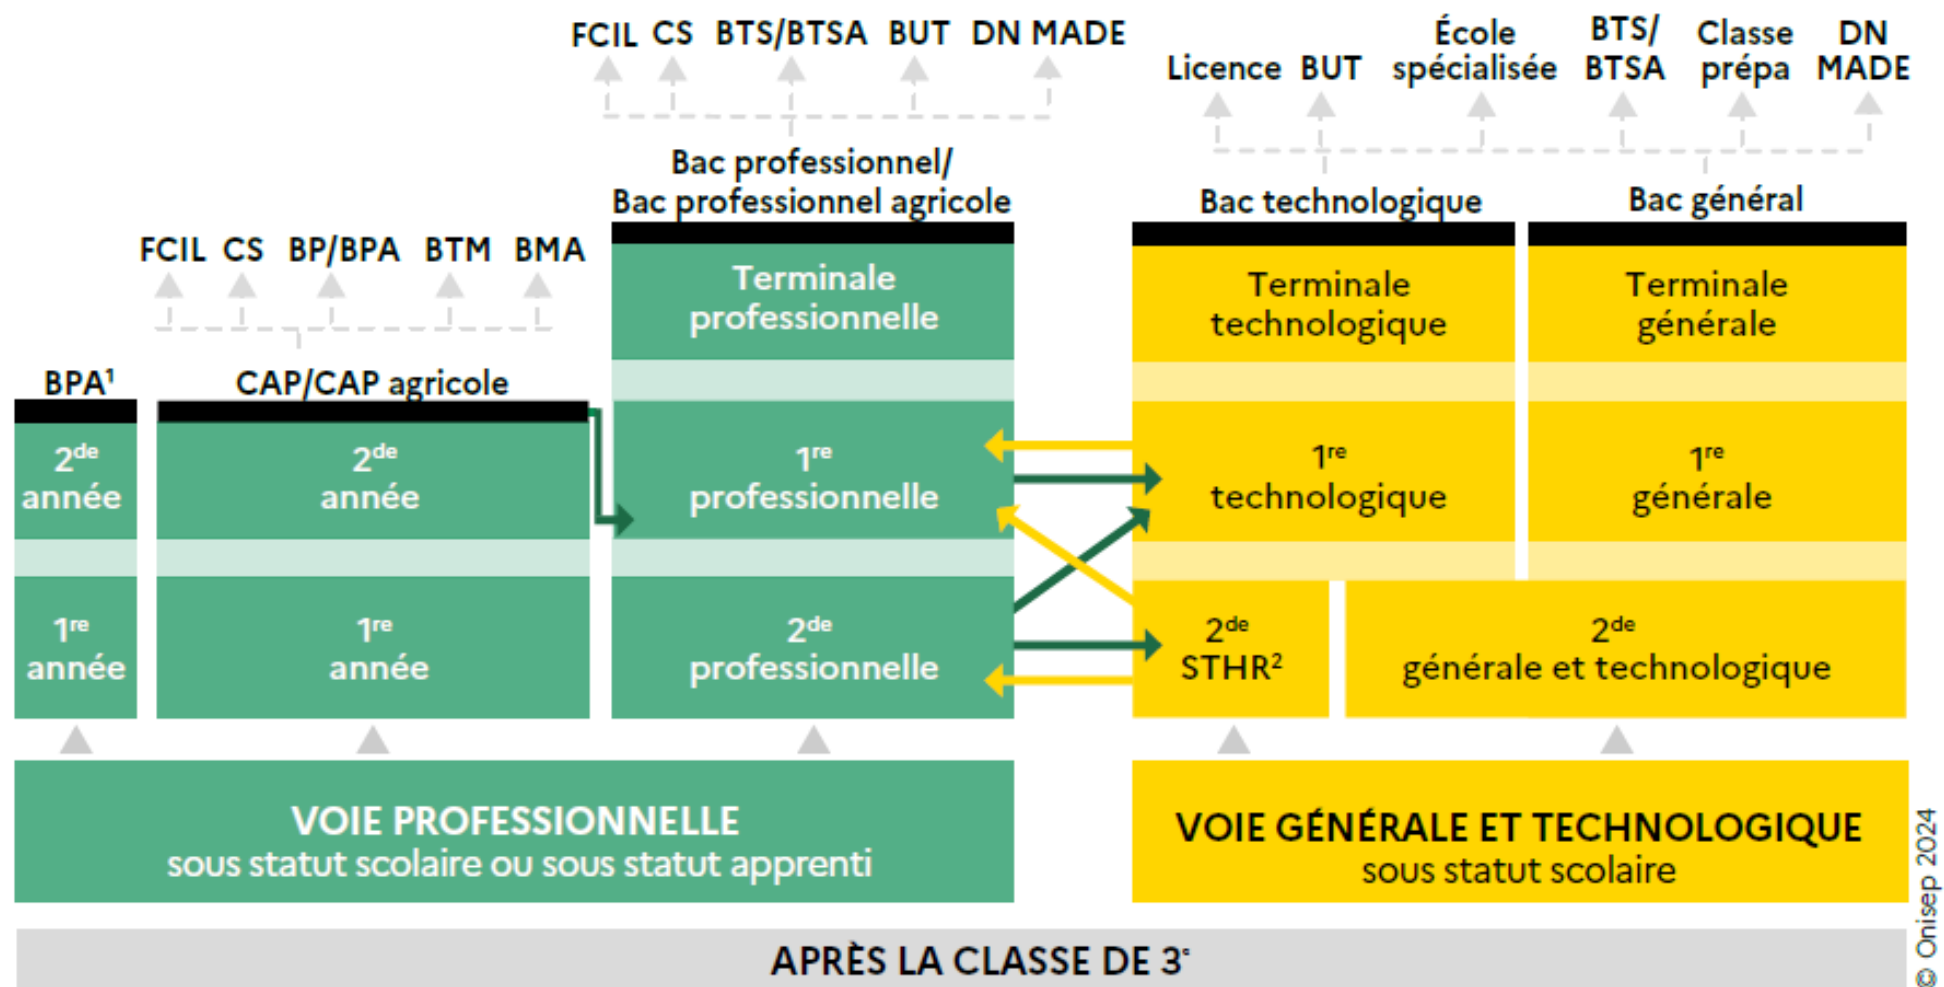 FCIL CS BTS/BTSA BUT DN MADE
Licence BUT École spécialisée BTS/ BTSA Classe prépa DN MADE
Bac professionnel/
Bac professionnel agricole
Bac technologique
Bac général
FCIL CS BP/BPA BTM BMA
BPA¹
CAP/CAP agricole
Terminale
professionnelle
Terminale
technologique
Terminale
générale
2de
année
2de
année
1re
professionnelle
1re
technologique
1re
générale
1re
année
1re
année
2de
professionnelle
2de
STHR²
2de
générale et technologique
VOIE PROFESSIONNELLE
sous statut scolaire ou sous statut apprenti
VOIE GÉNÉRALE ET TECHNOLOGIQUE
sous statut scolaire
APRÈS LA CLASSE DE 3e
© Onisep 2024